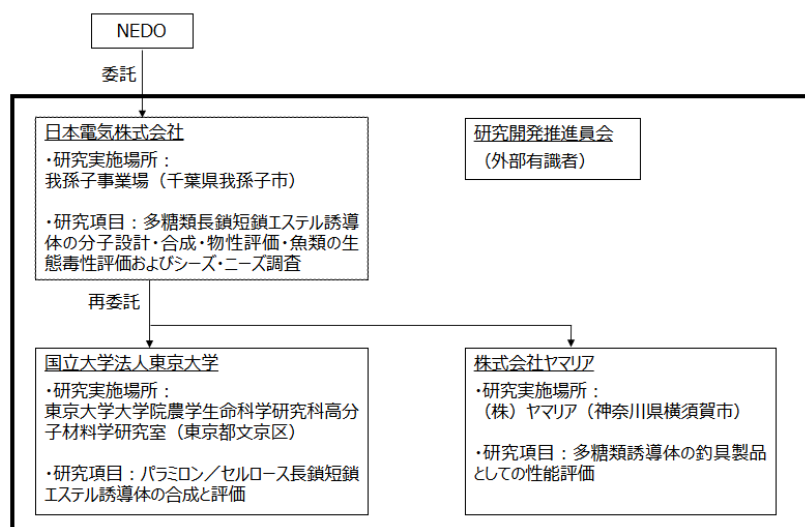 NEDO
委託
日本電気株式会社
・研究実施場所：
我孫子事業場（千葉県我孫子市）
・研究項目：多糖類長鎖短鎖エステル誘導
体の分子設計・合成・物性評価・魚類の生
態毒性評価およびシーズ・ニーズ調査
研究開発推進員会
（外部有識者）
再委託
国立大学法人東京大学
・研究実施場所：
東京大学大学院農学生命科学研究科高分
子材料学研究室（東京都文京区）
・研究項目：パラミロン／セルロース長鎖短鎖
エステル誘導体の合成と評価
株式会社ヤマリア
・研究実施場所：
（株）ヤマリア（神奈川県横須賀市）
・研究項目：多糖類誘導体の釣具製品
としての性能評価